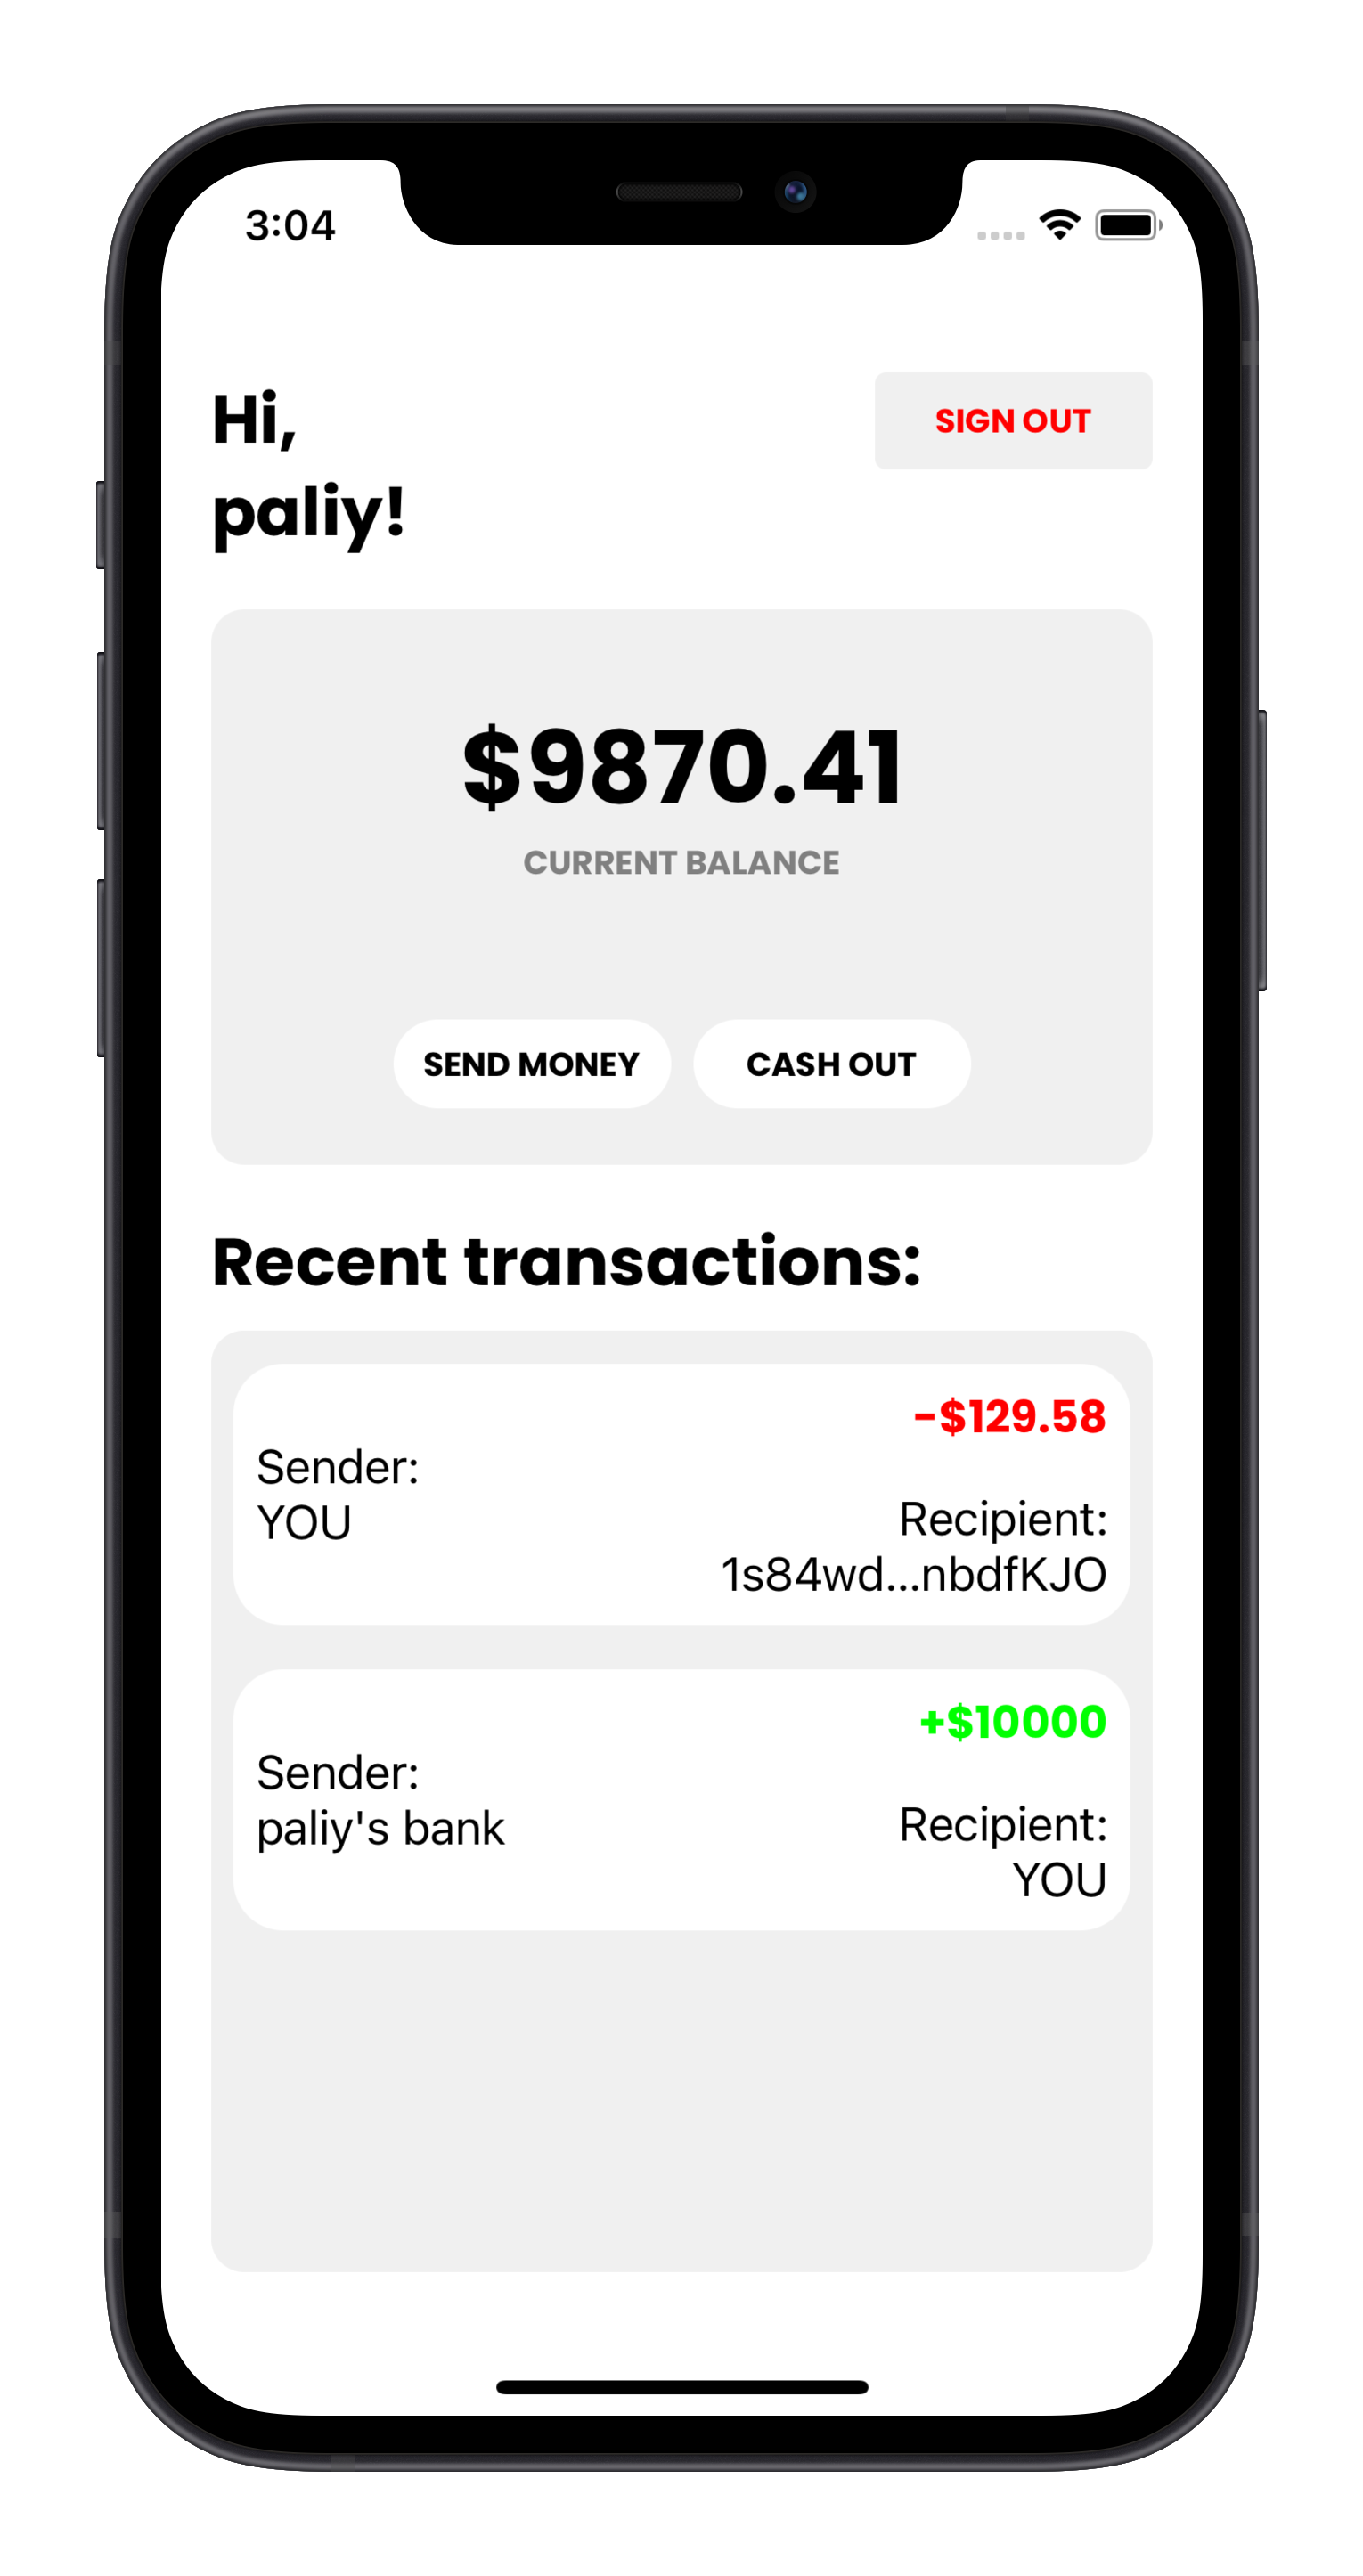 3:04
Hi,
paliy!
SIGN OUT
$9870.41
CURRENT BALANCE
SEND MONEY
CASH OUT
Recent transactions:
-$129.58
Sender:
YOU
Recipient:
1s84wd...nbdfKJO
+$10000
Sender:
paliy's bank
Recipient:
YOU